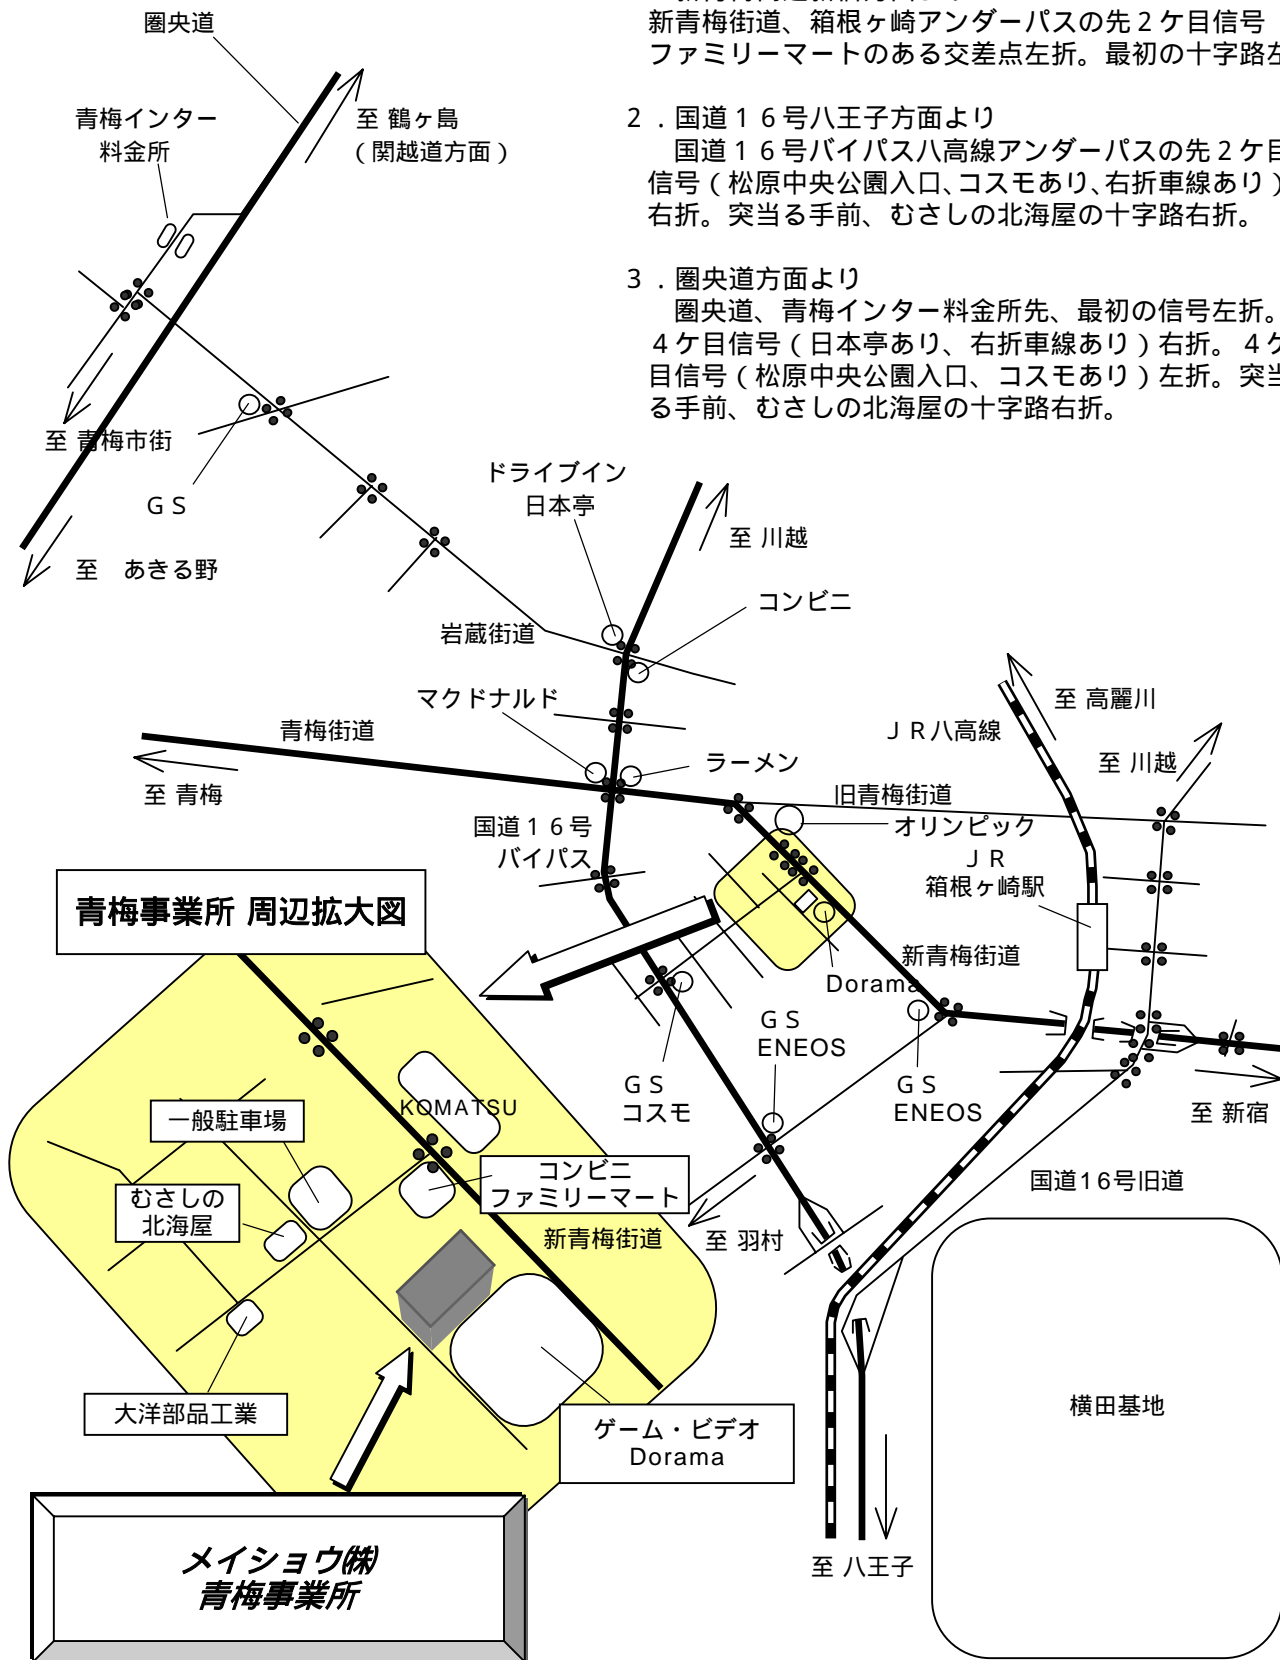 新青梅街道、箱根ヶ崎アンダーパスの先２ケ目信号
ファミリーマートのある交差点左折。最初の十字路左
２．国道１６号八王子方面より
国道１６号バイパス八高線アンダーパスの先２ケ目
信号（松原中央公園入口、コスモあり、右折車線あり）
右折。突当る手前、むさしの北海屋の十字路右折。
３．圏央道方面より
圏央道、青梅インター料金所先、最初の信号左折。
４ケ目信号（日本亭あり、右折車線あり）右折。４ケ
目信号（松原中央公園入口、コスモあり）左折。突当
る手前、むさしの北海屋の十字路右折。
圏央道
青梅インター
料金所
至 鶴ヶ島
（関越道方面）
至 青梅市街
ＧＳ
至　あきる野
ドライブイン
日本亭
至 川越
コンビニ
岩蔵街道
マクドナルド
青梅街道
ラーメン
至 青梅
国道１６号
バイパス
旧青梅街道
オリンピック
ＪＲ八高線
至 高麗川
至 川越
ＪＲ
箱根ヶ崎駅
新青梅街道
Dorama
ＧＳ
ENEOS
ＧＳ
コスモ
ＧＳ
ENEOS
至 新宿
国道16号旧道
至 羽村
横田基地
至 八王子
青梅事業所 周辺拡大図
KOMATSU
一般駐車場
コンビニ
ファミリーマート
むさしの
北海屋
新青梅街道
大洋部品工業
ゲーム・ビデオ
Dorama
メイショウ㈱
青梅事業所